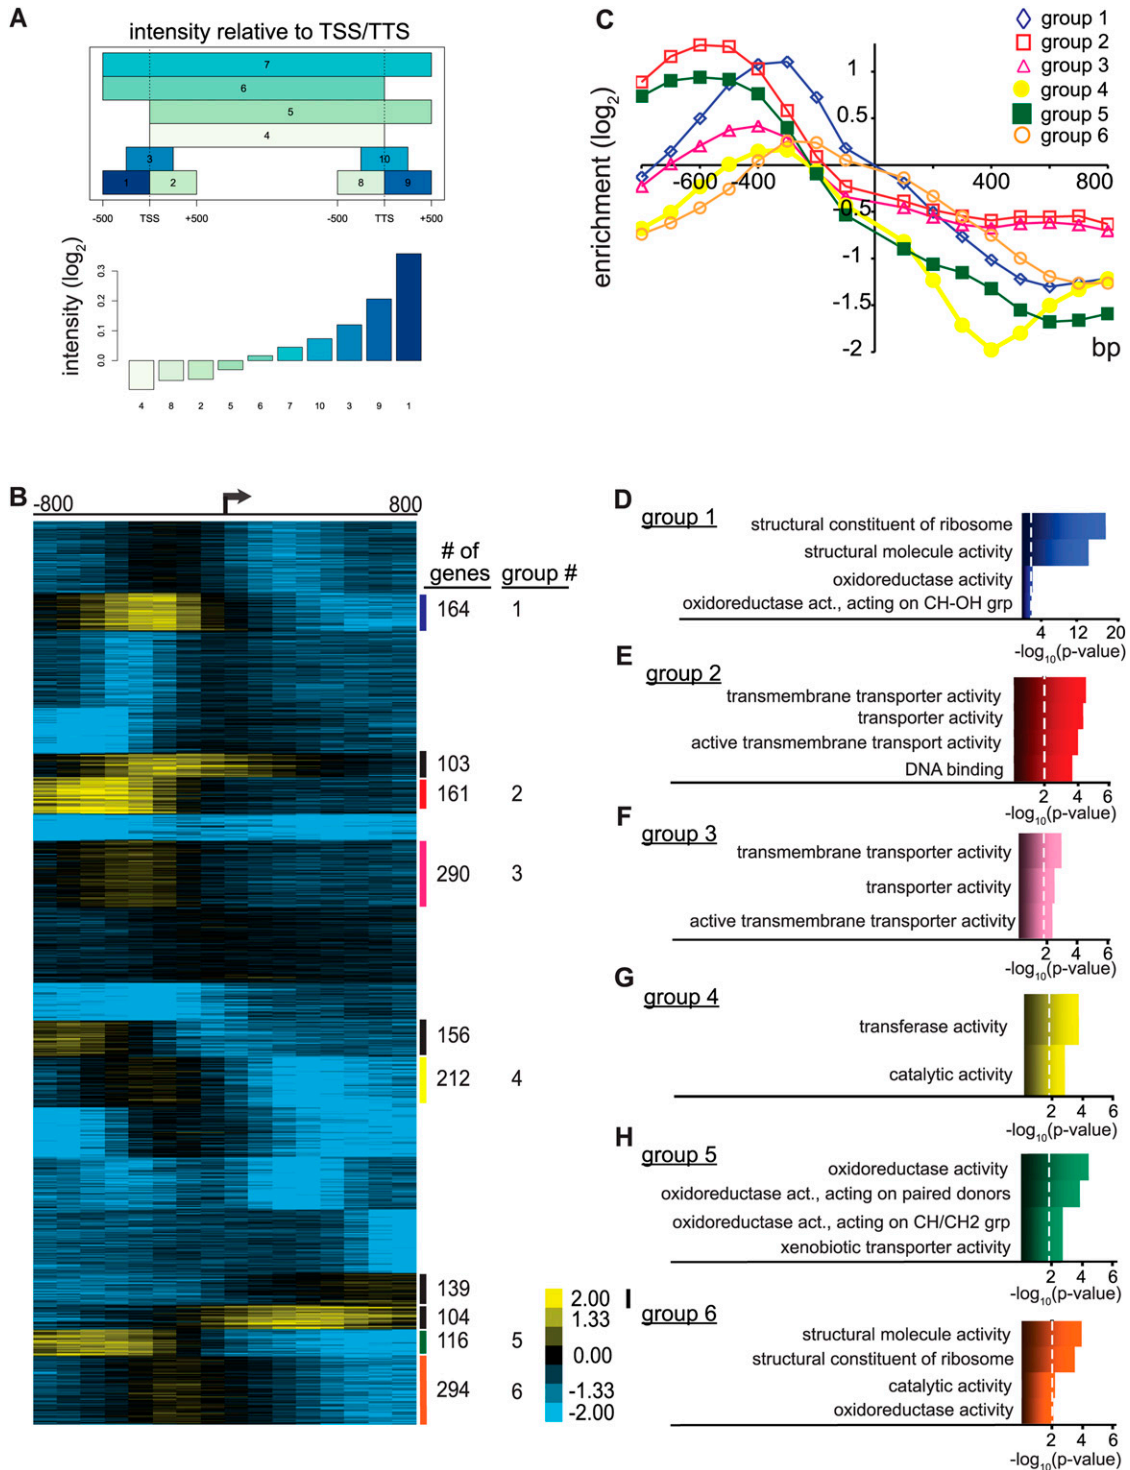 A
intensity relative to TSS/TTS
7
6
5
4
3
10
1
2
8
9
-500
TSS
+500
-500
TTS
+500
intensity (log2)
0.3
0.2
0.1
0.0
4
8
2
5
6
7
10
3
9
1
C
enrichment (log2)
1
0.5
-600
-400
400
800
-0.5
-1
-1.5
-2
bp
group 1
group 2
group 3
group 4
group 5
group 6
B
-800
800
# of genes
group #
164
1
103
161
2
290
3
156
212
4
139
104
116
5
294
6
2.00
1.33
0.00
-1.33
-2.00
D
group 1
structural constituent of ribosome
structural molecule activity
oxidoreductase activity
oxidoreductase act., acting on CH-OH grp
4 12 20
-log10(p-value)
E
group 2
transmembrane transporter activity
transporter activity
active transmembrane transport activity
DNA binding
2 4 6
-log10(p-value)
F
group 3
transmembrane transporter activity
transporter activity
active transmembrane transporter activity
2 4 6
-log10(p-value)
G
group 4
transferase activity
catalytic activity
2 4 6
-log10(p-value)
H
group 5
oxidoreductase activity
oxidoreductase act., acting on paired donors
oxidoreductase act., acting on CH/CH2 grp
xenobiotic transporter activity
2 4 6
-log10(p-value)
I
group 6
structural molecule activity
structural constituent of ribosome
catalytic activity
oxidoreductase activity
2 4 6
-log10(p-value)